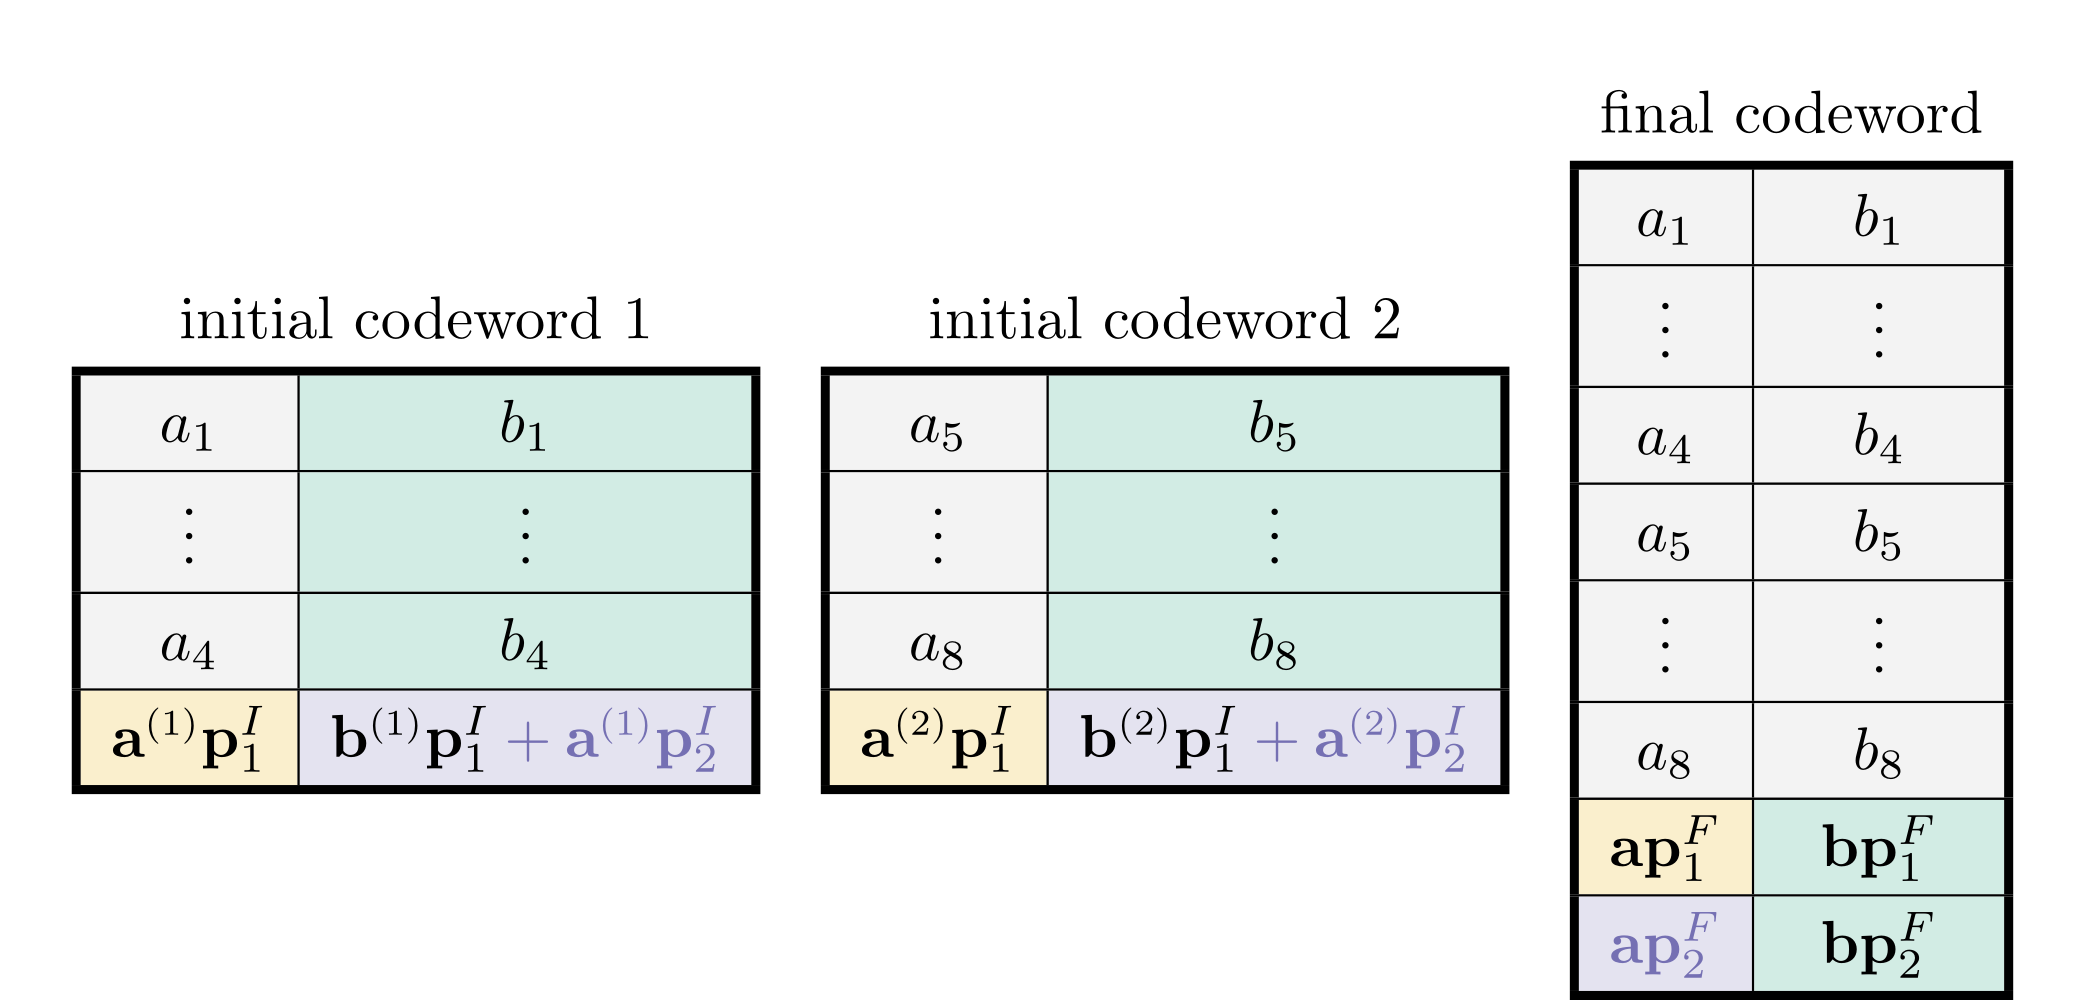 final codeword
a₁ b₁
⋮ ⋮
a₄ b₄
a₅ b₅
⋮ ⋮
a₈ b₈
𝐚𝐩₁ᶠ 𝐛𝐩₁ᶠ
𝐚𝐩₂ᶠ 𝐛𝐩₂ᶠ
initial codeword 1
a₁ b₁
⋮ ⋮
a₄ b₄
𝐚⁽¹⁾𝐩₁ᴵ 𝐛⁽¹⁾𝐩₁ᴵ + 𝐚⁽¹⁾𝐩₂ᴵ
initial codeword 2
a₅ b₅
⋮ ⋮
a₈ b₈
𝐚⁽²⁾𝐩₁ᴵ 𝐛⁽²⁾𝐩₁ᴵ + 𝐚⁽²⁾𝐩₂ᴵ